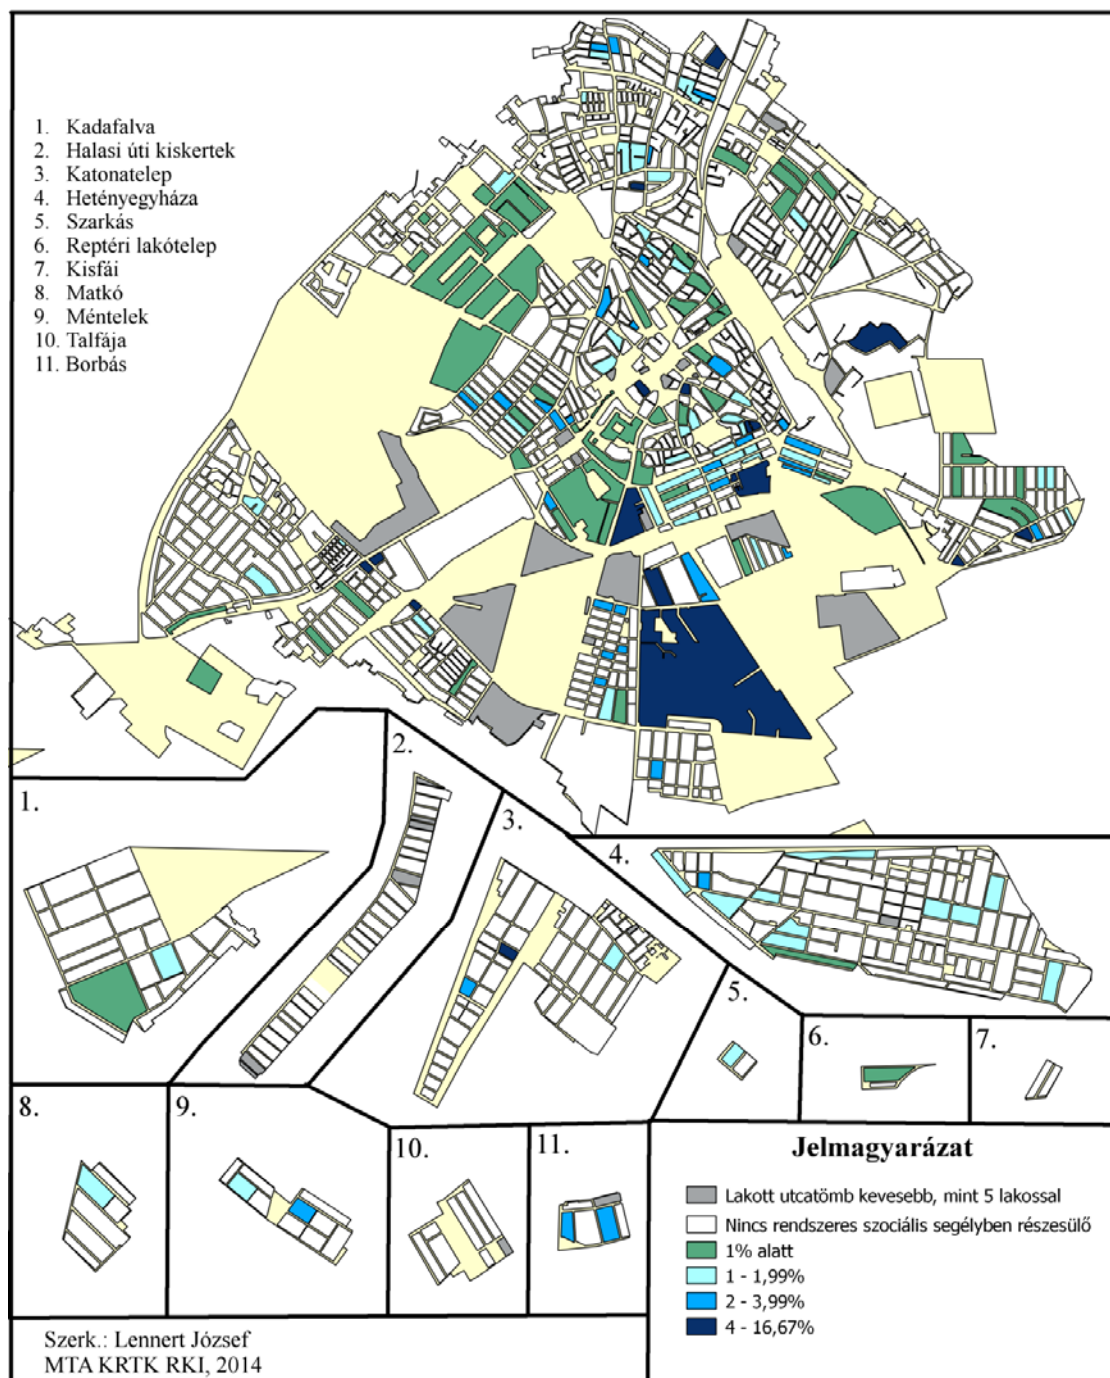 1. Kadafalva
2. Halasi úti kiskertek
3. Katonatelep
4. Hetényegyháza
5. Szarkás
6. Reptéri lakótelep
7. Kisfái
8. Matkó
9. Méntelek
10. Talfája
11. Borbás
1.
2.
3.
4.
5.
6.
7.
8.
9.
10.
11.
Jelmagyarázat
Lakott utcatömb kevesebb, mint 5 lakossal
Nincs rendszeres szociális segélyben részesülő
1% alatt
1 - 1,99%
2 - 3,99%
4 - 16,67%
Szerk.: Lennert József
MTA KRTK RKI, 2014